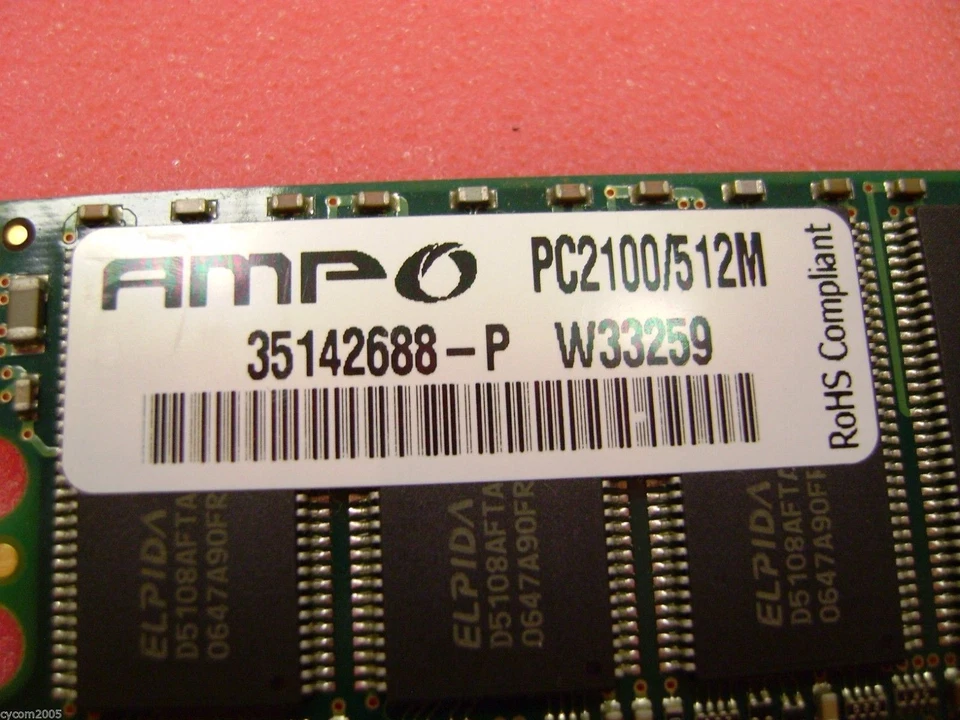 AMPO PC2100/512M
35142688-P W33259
RoHS Compliant
ELPIDA
D5108AFTA
0647A90FR
ELPIDA
D5108AFTA
0647A90FR
ELPIDA
D5108AFTA
0647A90FR
cycom2005